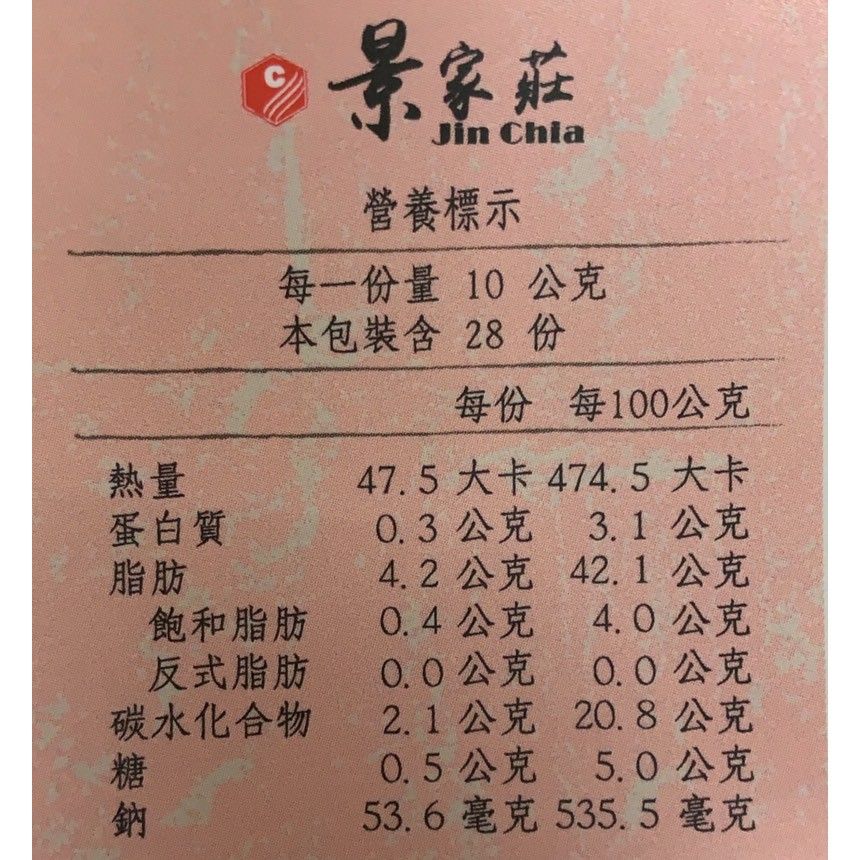 C
景家莊
Jin Chia
營養標示
每一份量 10 公克
本包裝含 28 份
每份 每100公克
熱量 47.5 大卡 474.5 大卡
蛋白質 0.3 公克 3.1 公克
脂肪 4.2 公克 42.1 公克
飽和脂肪 0.4 公克 4.0 公克
反式脂肪 0.0 公克 0.0 公克
碳水化合物 2.1 公克 20.8 公克
糖 0.5 公克 5.0 公克
鈉 53.6 毫克 535.5 毫克